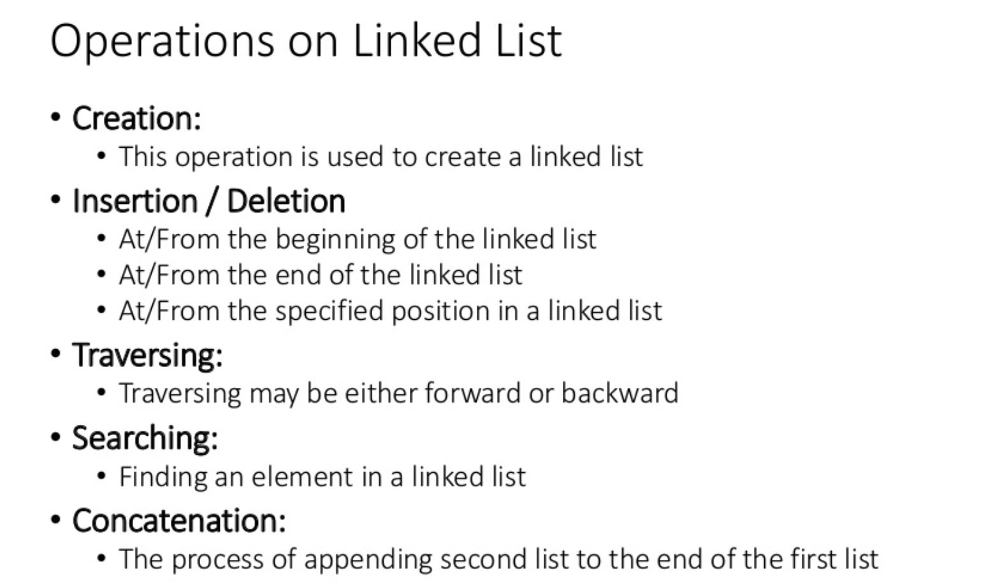 Operations on Linked List
• Creation:
• This operation is used to create a linked list
• Insertion / Deletion
• At/From the beginning of the linked list
• At/From the end of the linked list
• At/From the specified position in a linked list
• Traversing:
• Traversing may be either forward or backward
• Searching:
• Finding an element in a linked list
• Concatenation:
• The process of appending second list to the end of the first list